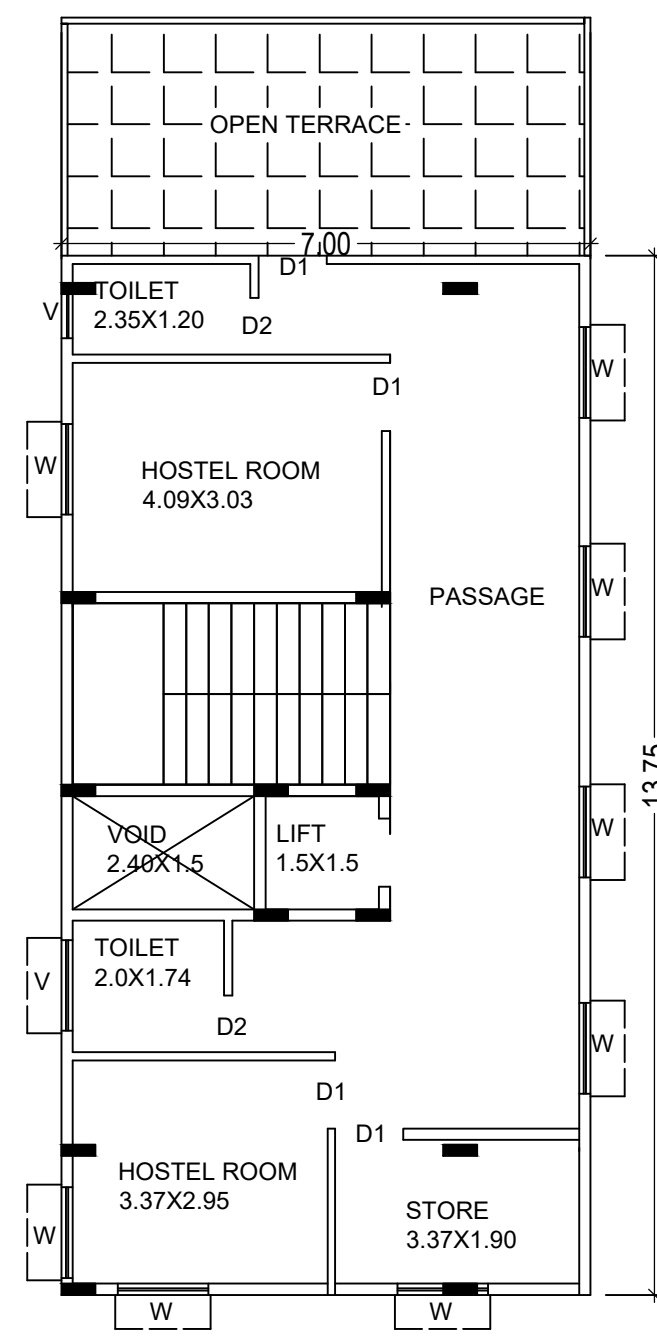 OPEN TERRACE
7.00
D1
TOILET
2.35X1.20
V
D2
W
D1
W
HOSTEL ROOM
4.09X3.03
W
PASSAGE
13.75
VOID
2.40X1.5
LIFT
1.5X1.5
W
TOILET
2.0X1.74
V
D2
W
D1
D1
HOSTEL ROOM
3.37X2.95
STORE
3.37X1.90
W
W
W